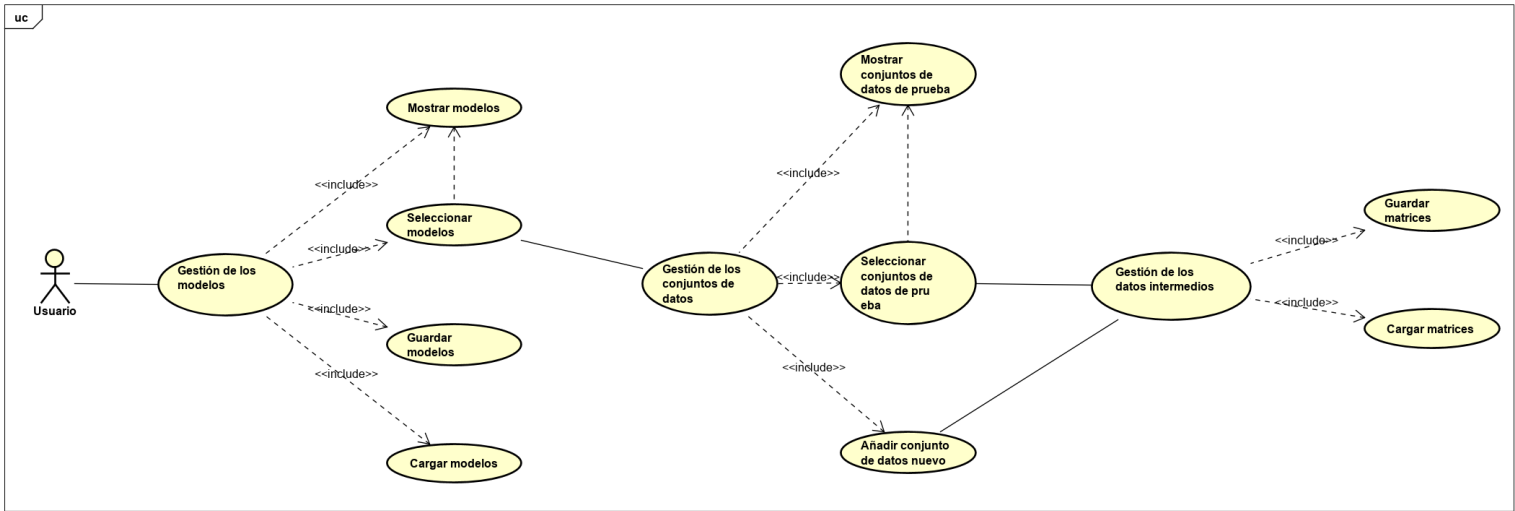 uc
Mostrar
conjuntos de
datos de prueba
Mostrar modelos
<<include>>
<<include>>
Seleccionar
modelos
Guardar
matrices
<<include>>
<<include>>
Gestión de los
modelos
Gestión de los
conjuntos de
datos
<<include>>
Seleccionar
conjuntos de
datos de pru
eba
Gestión de los
datos intermedios
Usuario
<<include>>
<<include>>
Guardar
modelos
Cargar matrices
<<include>>
<<include>>
Cargar modelos
Añadir conjunto
de datos nuevo